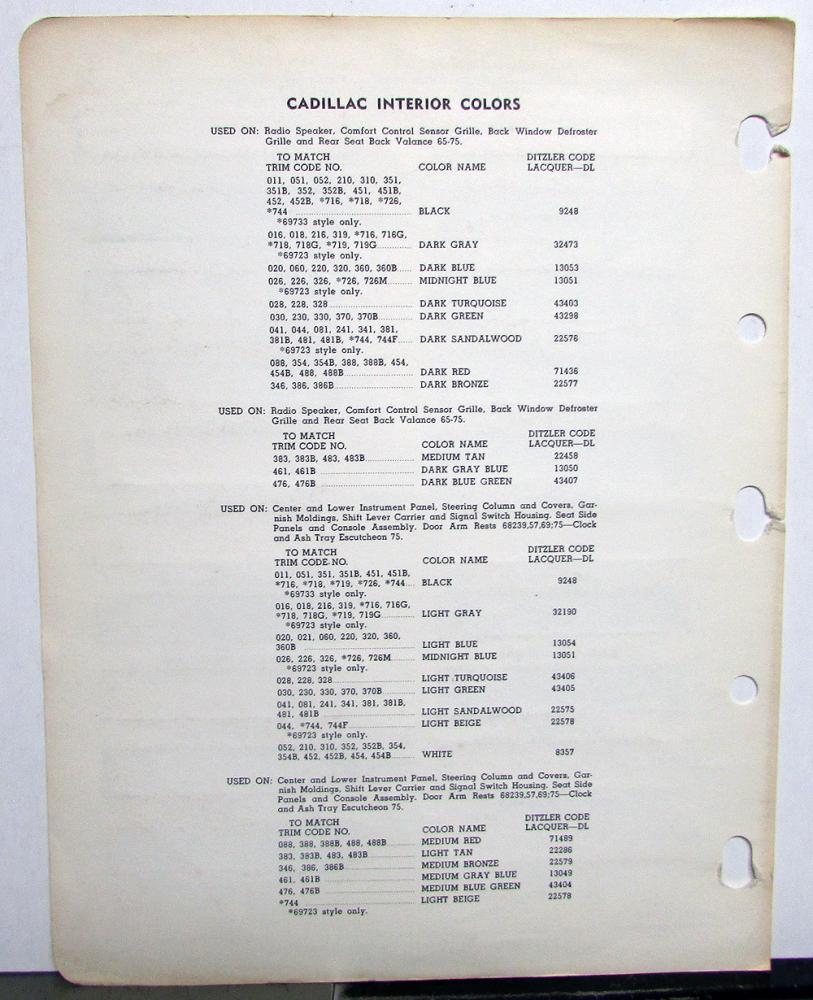 CADILLAC INTERIOR COLORS
USED ON: Radio Speaker, Comfort Control Sensor Grille, Back Window Defroster
Grille and Rear Seat Back Valance 65-75.
TO MATCH DITZLER CODE
TRIM CODE NO. COLOR NAME LACQUER—DL
011, 051, 052, 210, 310, 351,
351B, 352, 352B, 451, 451B,
452, 452B, *716, *718, *726,
*744 BLACK 9248
*69733 style only.
016, 018, 216, 319, *716, 716G,
*718, 718G, *719, 719G DARK GRAY 32473
*69723 style only.
020, 060, 220, 320, 360, 360B DARK BLUE 13053
026, 226, 326, *726, 726M MIDNIGHT BLUE 13051
*69723 style only.
028, 228, 328 DARK TURQUOISE 43403
030, 230, 330, 370, 370B DARK GREEN 43298
041, 044, 081, 241, 341, 381,
381B, 481, 481B, *744, 744F DARK SANDALWOOD 22576
*69723 style only.
088, 354, 354B, 388, 388B, 454,
454B, 488, 488B DARK RED 71436
346, 386, 386B DARK BRONZE 22577
USED ON: Radio Speaker, Comfort Control Sensor Grille, Back Window Defroster
Grille and Rear Seat Back Valance 65-75.
TO MATCH DITZLER CODE
TRIM CODE NO. COLOR NAME LACQUER—DL
383, 383B, 483, 483B MEDIUM TAN 22458
461, 461B DARK GRAY BLUE 13050
476, 476B DARK BLUE GREEN 43407
USED ON: Center and Lower Instrument Panel, Steering Column and Covers, Gar-
nish Moldings, Shift Lever Carrier and Signal Switch Housing. Seat Side
Panels and Console Assembly. Door Arm Rests 68239,57,69;75—Clock
and Ash Tray Escutcheon 75.
TO MATCH DITZLER CODE
TRIM CODE NO. COLOR NAME LACQUER—DL
011, 051, 351, 351B, 451, 451B,
*716, *718, *719, *726, *744 BLACK 9248
*69733 style only.
016, 018, 216, 319, *716, 716G,
*718, 718G, *719, 719G LIGHT GRAY 32190
*69723 style only.
020, 021, 060, 220, 320, 360,
360B LIGHT BLUE 13054
026, 226, 326, *726, 726M MIDNIGHT BLUE 13051
*69723 style only.
028, 228, 328 LIGHT TURQUOISE 43406
030, 230, 330, 370, 370B LIGHT GREEN 43405
041, 081, 241, 341, 381, 381B,
481, 481B LIGHT SANDALWOOD 22575
044, *744, 744F LIGHT BEIGE 22578
*69723 style only.
052, 210, 310, 352, 352B, 354,
354B, 452, 452B, 454, 454B WHITE 8357
USED ON: Center and Lower Instrument Panel, Steering Column and Covers, Gar-
nish Moldings, Shift Lever Carrier and Signal Switch Housing. Seat Side
Panels and Console Assembly. Door Arm Rests 68239,57,69;75—Clock
and Ash Tray Escutcheon 75.
TO MATCH DITZLER CODE
TRIM CODE NO. COLOR NAME LACQUER—DL
088, 388, 388B, 488, 488B MEDIUM RED 71489
383, 383B, 483, 483B LIGHT TAN 22286
346, 386, 386B MEDIUM BRONZE 22579
461, 461B MEDIUM GRAY BLUE 13049
476, 476B MEDIUM BLUE GREEN 43404
*744 LIGHT BEIGE 22578
*69723 style only.